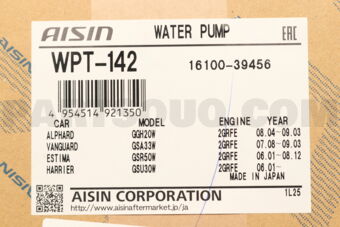 AISIN WATER PUMP EAC
WPT-142 16100-39456
4 954514 921350
CAR MODEL ENGINE YEAR
ALPHARD GGH20W 2GRFE 08.04~09.03
VANGUARD GSA33W 2GRFE 07.08~09.03
ESTIMA GSR50W 2GRFE 06.01~08.12
HARRIER GSU30W 2GRFE 06.01~
MADE IN JAPAN
AISIN CORPORATION
http://www.aisinaftermarket.jp/ 1L25